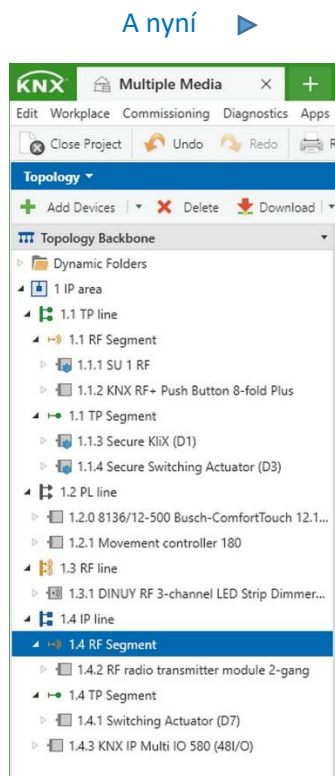 A nyní
KNX Multiple Media × +
Edit Workplace Commissioning Diagnostics Apps
Close Project Undo Redo
Topology
Add Devices Delete Download
Topology Backbone
Dynamic Folders
1 IP area
1.1 TP line
1.1 RF Segment
1.1.1 SU 1 RF
1.1.2 KNX RF+ Push Button 8-fold Plus
1.1 TP Segment
1.1.3 Secure KliX (D1)
1.1.4 Secure Switching Actuator (D3)
1.2 PL line
1.2.0 8136/12-500 Busch-ComfortTouch 12.1...
1.2.1 Movement controller 180
1.3 RF line
1.3.1 DINUY RF 3-channel LED Strip Dimmer...
1.4 IP line
1.4 RF Segment
1.4.2 RF radio transmitter module 2-gang
1.4 TP Segment
1.4.1 Switching Actuator (D7)
1.4.3 KNX IP Multi IO 580 (48I/O)